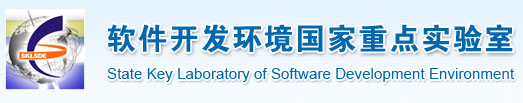 SKLSDE
软件开发环境国家重点实验室
State Key Laboratory of Software Development Environment